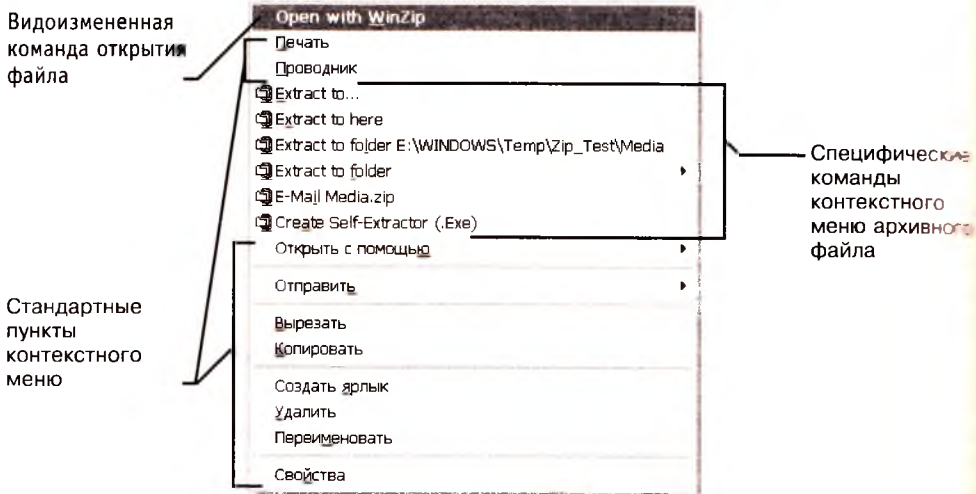 Видоизмененная
команда открытия
файла
Open with WinZip
Печать
Проводник
Extract to...
Extract to here
Extract to folder E:\WINDOWS\Temp\Zip_Test\Media
Extract to folder
E-Mail Media.zip
Create Self-Extractor (.Exe)
Открыть с помощью
Отправить
Вырезать
Копировать
Создать ярлык
Удалить
Переименовать
Свойства
Специфические
команды
контекстного
меню архивного
файла
Стандартные
пункты
контекстного
меню